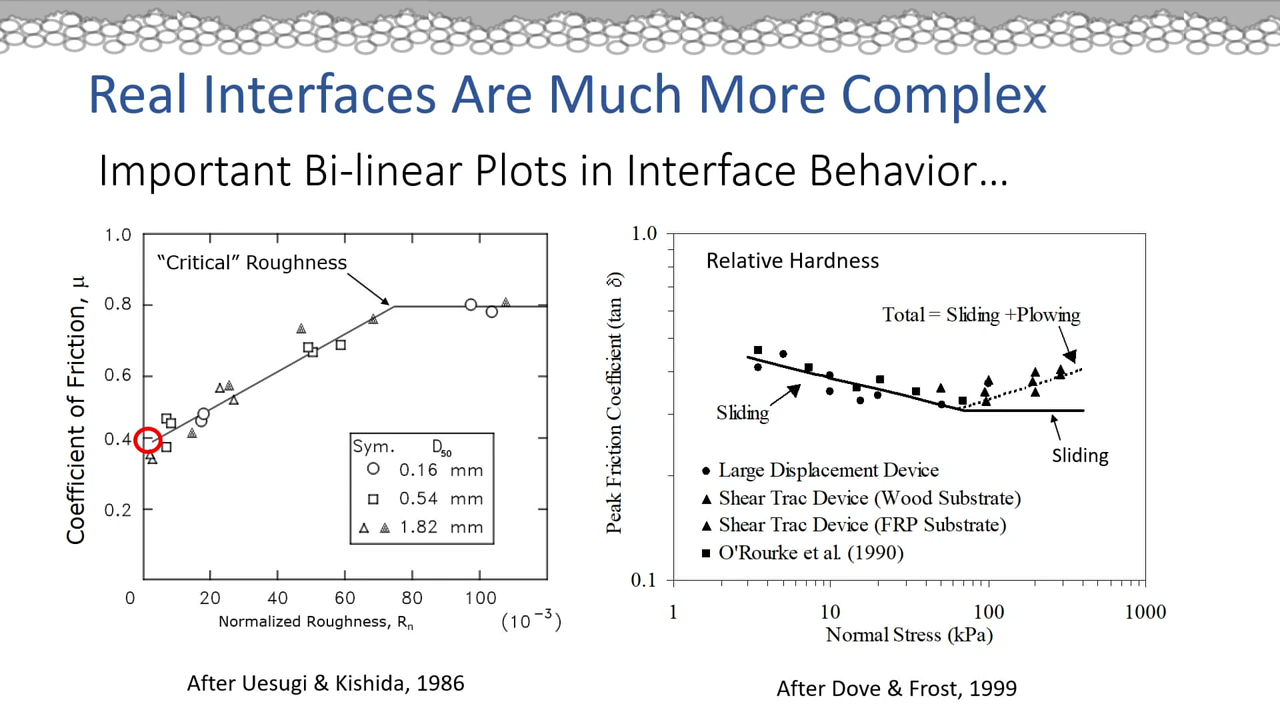 Real Interfaces Are Much More Complex
Important Bi-linear Plots in Interface Behavior…
1.0
0.8
0.6
0.4
0.2
Coefficient of Friction, μ
"Critical" Roughness
Sym. D50
0.16 mm
0.54 mm
1.82 mm
0 20 40 60 80 100
Normalized Roughness, Rn
(10⁻³)
After Uesugi & Kishida, 1986
1.0
0.1
Peak Friction Coefficient (tan δ)
Relative Hardness
Total = Sliding +Plowing
Sliding
Sliding
Large Displacement Device
Shear Trac Device (Wood Substrate)
Shear Trac Device (FRP Substrate)
O'Rourke et al. (1990)
1 10 100 1000
Normal Stress (kPa)
After Dove & Frost, 1999